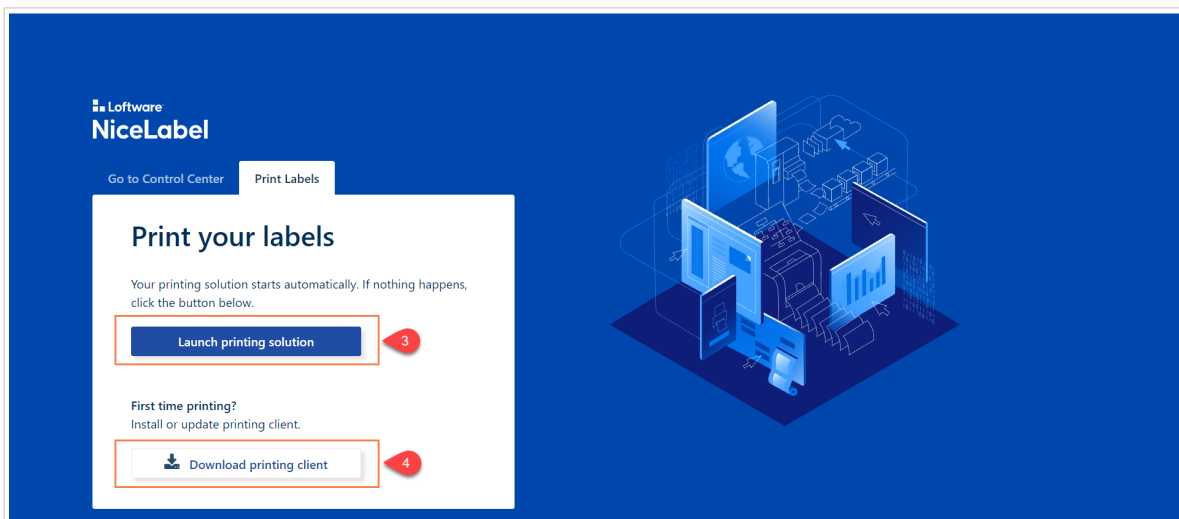 Loftware
NiceLabel
Go to Control Center
Print Labels
Print your labels
Your printing solution starts automatically. If nothing happens,
click the button below.
Launch printing solution
3
First time printing?
Install or update printing client.
Download printing client
4